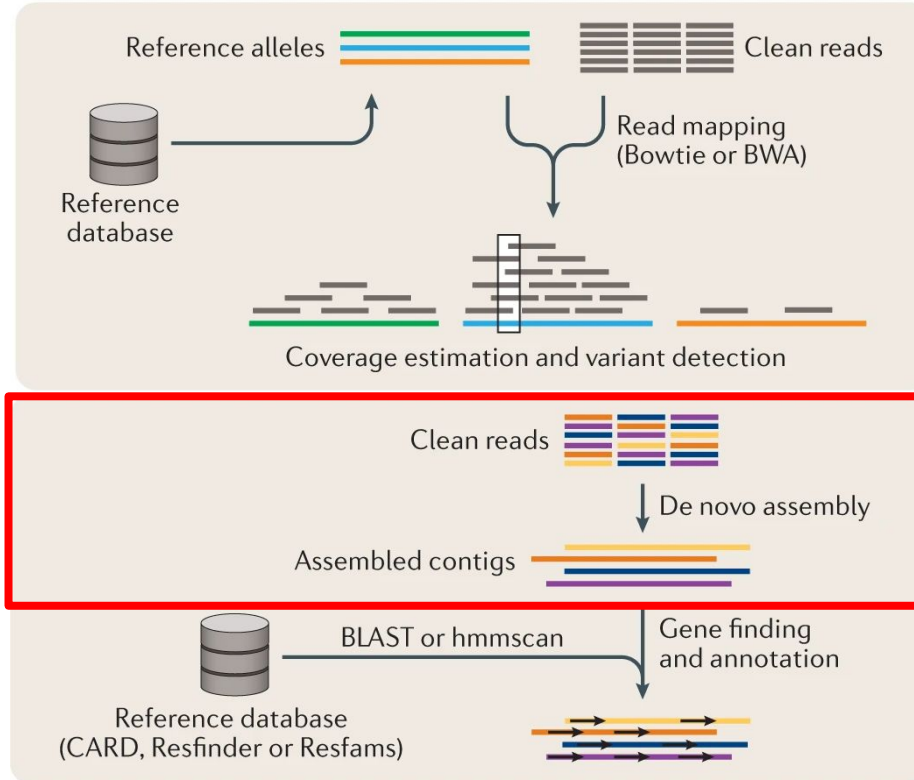 Reference alleles
Clean reads
Read mapping
(Bowtie or BWA)
Reference
database
Coverage estimation and variant detection
Clean reads
De novo assembly
Assembled contigs
BLAST or hmmscan
Gene finding
and annotation
Reference database
(CARD, Resfinder or Resfams)